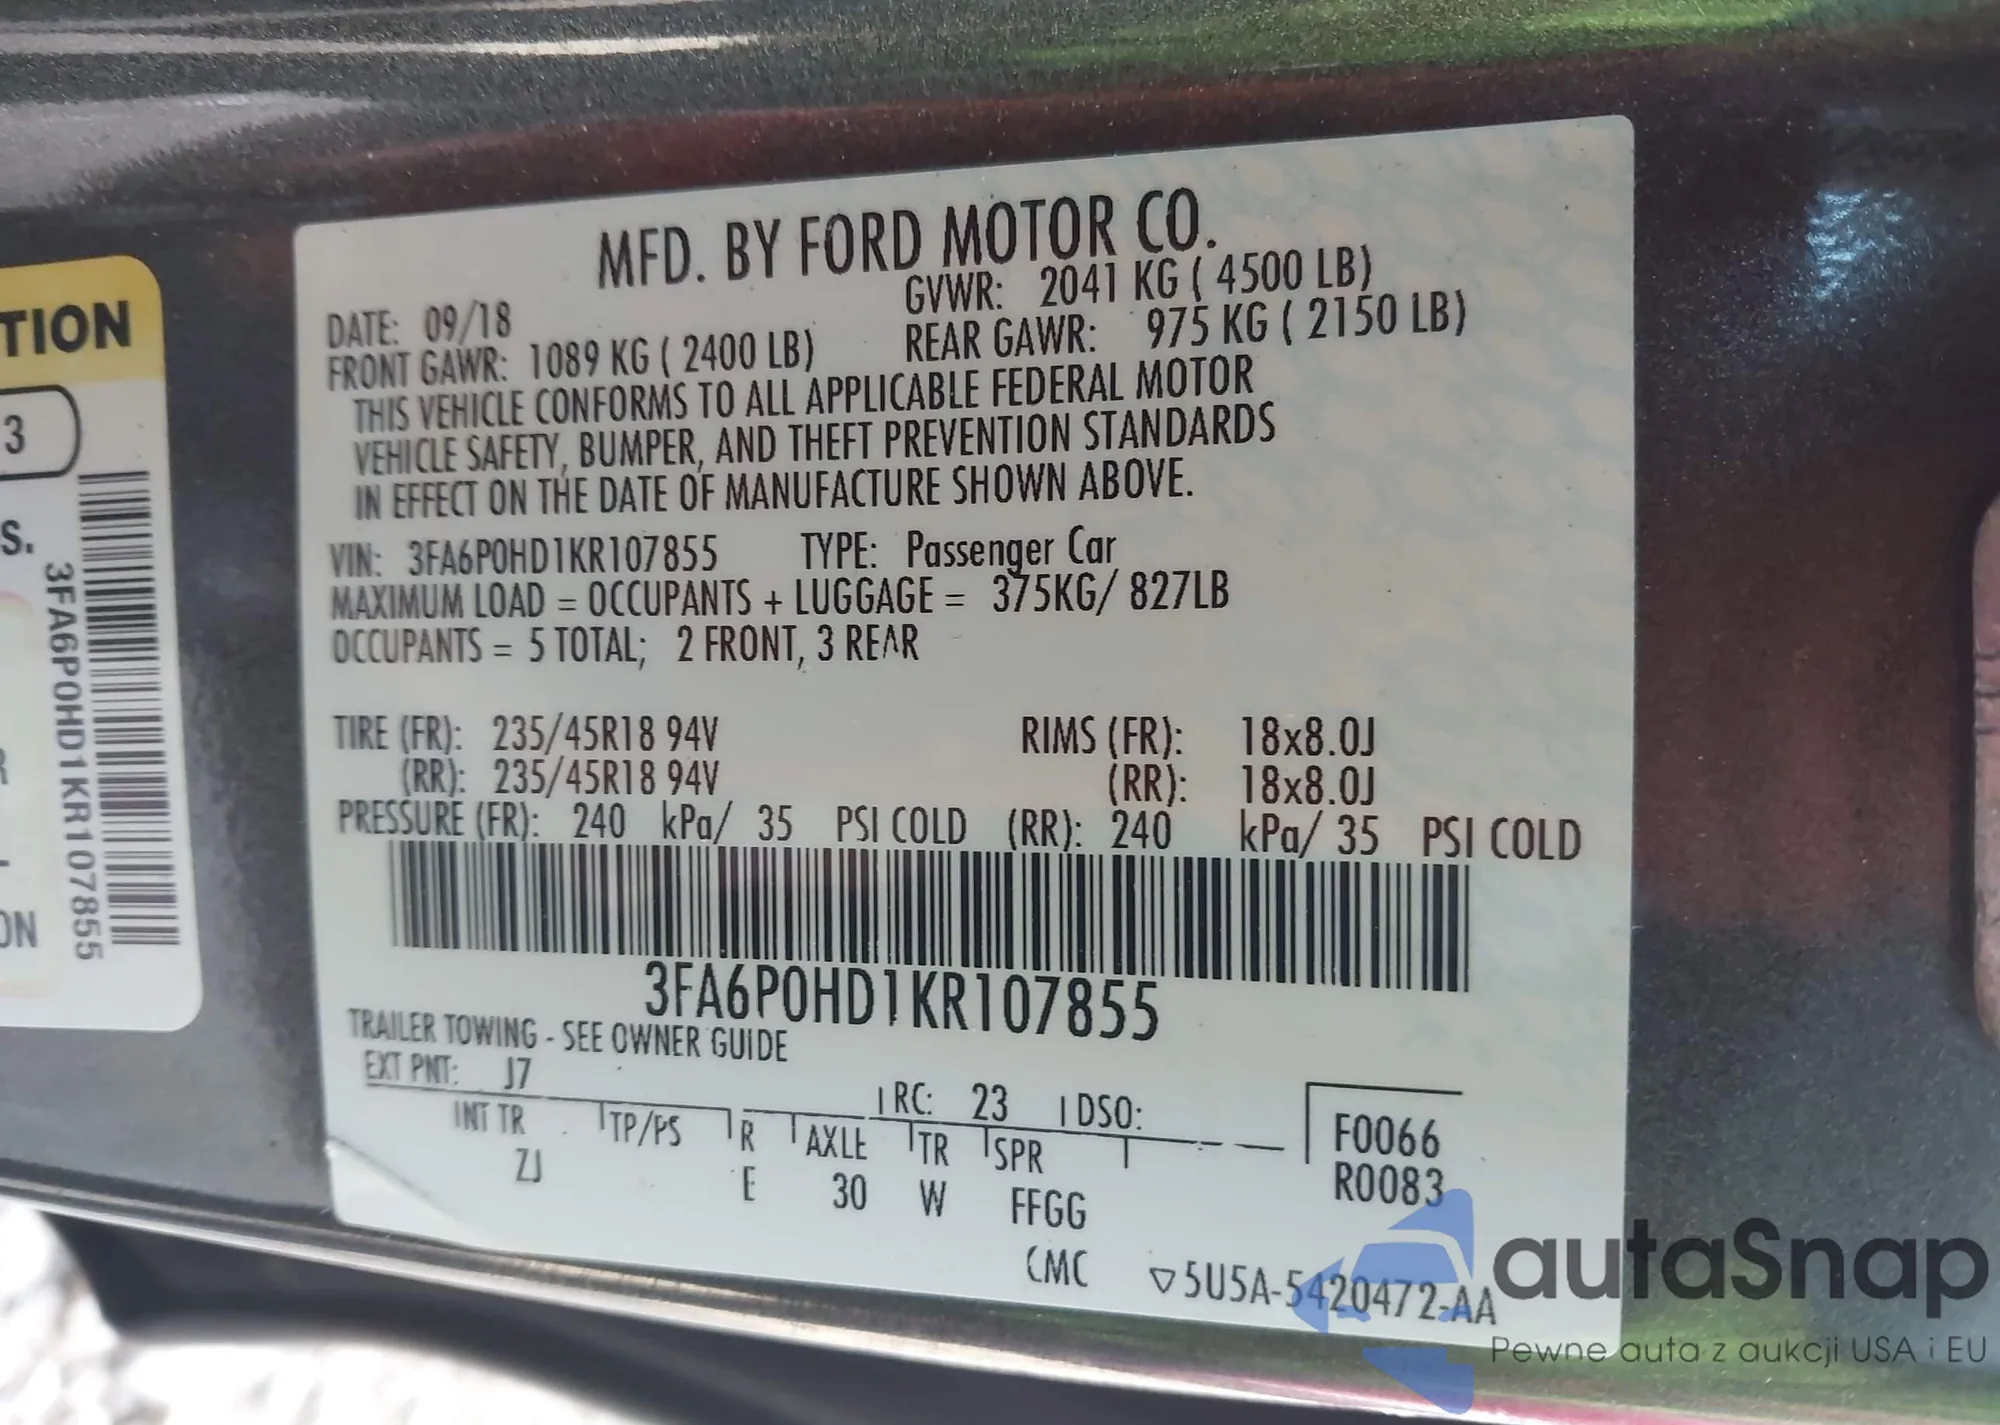 TION
3
S.
ON
3FA6P0HD1KR107855
MFD. BY FORD MOTOR CO.
DATE: 09/18 GVWR: 2041 KG ( 4500 LB)
FRONT GAWR: 1089 KG ( 2400 LB) REAR GAWR: 975 KG ( 2150 LB)
THIS VEHICLE CONFORMS TO ALL APPLICABLE FEDERAL MOTOR
VEHICLE SAFETY, BUMPER, AND THEFT PREVENTION STANDARDS
IN EFFECT ON THE DATE OF MANUFACTURE SHOWN ABOVE.
VIN: 3FA6P0HD1KR107855 TYPE: Passenger Car
MAXIMUM LOAD = OCCUPANTS + LUGGAGE = 375KG/ 827LB
OCCUPANTS = 5 TOTAL; 2 FRONT, 3 REAR
TIRE (FR): 235/45R18 94V RIMS (FR): 18x8.0J
(RR): 235/45R18 94V (RR): 18x8.0J
PRESSURE (FR): 240 kPa/ 35 PSI COLD (RR): 240 kPa/ 35 PSI COLD
3FA6P0HD1KR107855
TRAILER TOWING - SEE OWNER GUIDE
EXT PNT: J7 RC: 23 DSO:
INT TR TP/PS R AXLE TR SPR F0066
ZJ E 30 W FFGG R0083
CMC ▽5U5A-5420472-AA
autaSnap
Pewne auta z aukcji USA i EU